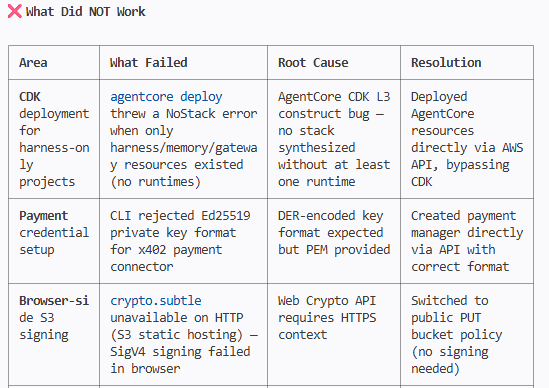 ❌ What Did NOT Work
Area
What Failed
Root Cause
Resolution
CDK
deployment
for
harness-on
ly
projects
agentcore deploy
threw a NoStack error
when only
harness/memory/gatewa
y resources existed
(no runtimes)
AgentCore CDK L3
construct bug —
no stack
synthesized
without at least
one runtime
Deployed
AgentCore
resources
directly via AWS
API, bypassing
CDK
Payment
credential
setup
CLI rejected Ed25519
private key format
for x402 payment
connector
DER-encoded key
format expected
but PEM provided
Created payment
manager directly
via API with
correct format
Browser-si
de S3
signing
crypto.subtle
unavailable on HTTP
(S3 static hosting) —
SigV4 signing failed
in browser
Web Crypto API
requires HTTPS
context
Switched to
public PUT
bucket policy
(no signing
needed)